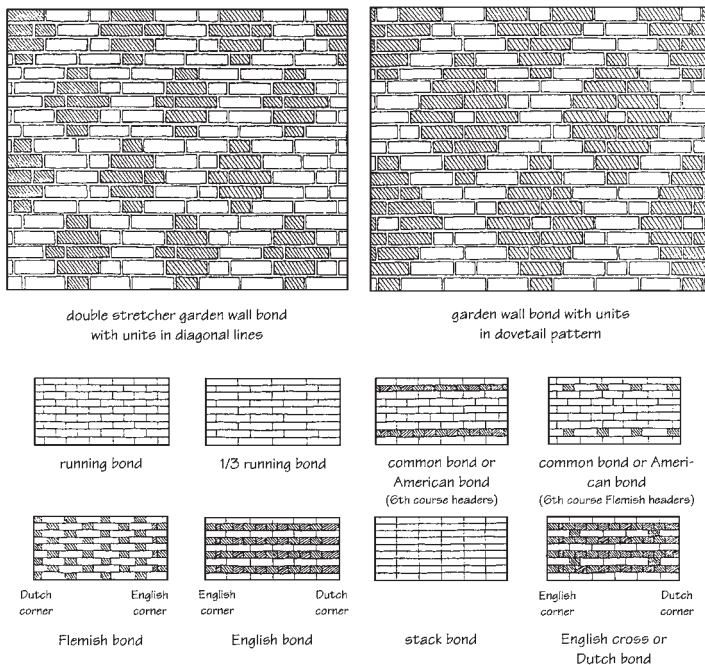 double stretcher garden wall bond
with units in diagonal lines
garden wall bond with units
in dovetail pattern
running bond
1/3 running bond
common bond or
American bond
(6th course headers)
common bond or Ameri-
can bond
(6th course Flemish headers)
Dutch
corner
English
corner
Flemish bond
English
corner
Dutch
corner
English bond
stack bond
English
corner
Dutch
corner
English cross or
Dutch bond